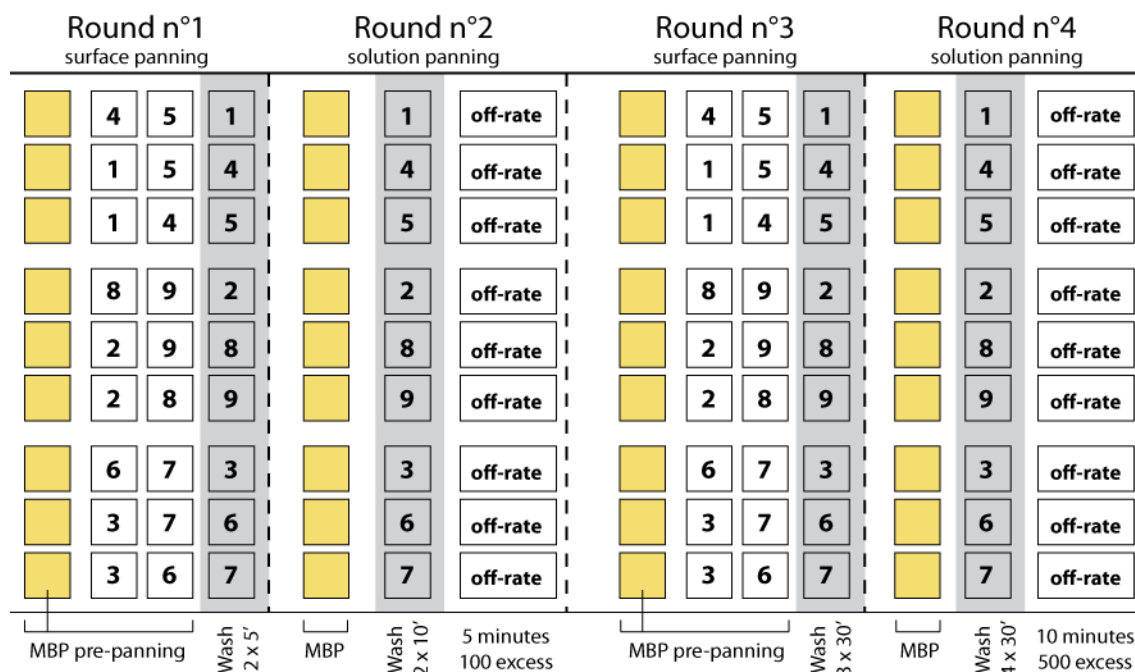 Round n°1 Round n°2 Round n°3 Round n°4
surface panning solution panning surface panning solution panning
4 5 1 1 off-rate 4 5 1 1 off-rate
1 5 4 4 off-rate 1 5 4 4 off-rate
1 4 5 5 off-rate 1 4 5 5 off-rate
8 9 2 2 off-rate 8 9 2 2 off-rate
2 9 8 8 off-rate 2 9 8 8 off-rate
2 8 9 9 off-rate 2 8 9 9 off-rate
6 7 3 3 off-rate 6 7 3 3 off-rate
3 7 6 6 off-rate 3 7 6 6 off-rate
3 6 7 7 off-rate 3 6 7 7 off-rate
MBP pre-panning
Wash
2 x 5′
MBP
Wash
2 x 10′
5 minutes
100 excess
MBP pre-panning
Wash
3 x 30′
MBP
Wash
4 x 30′
10 minutes
500 excess